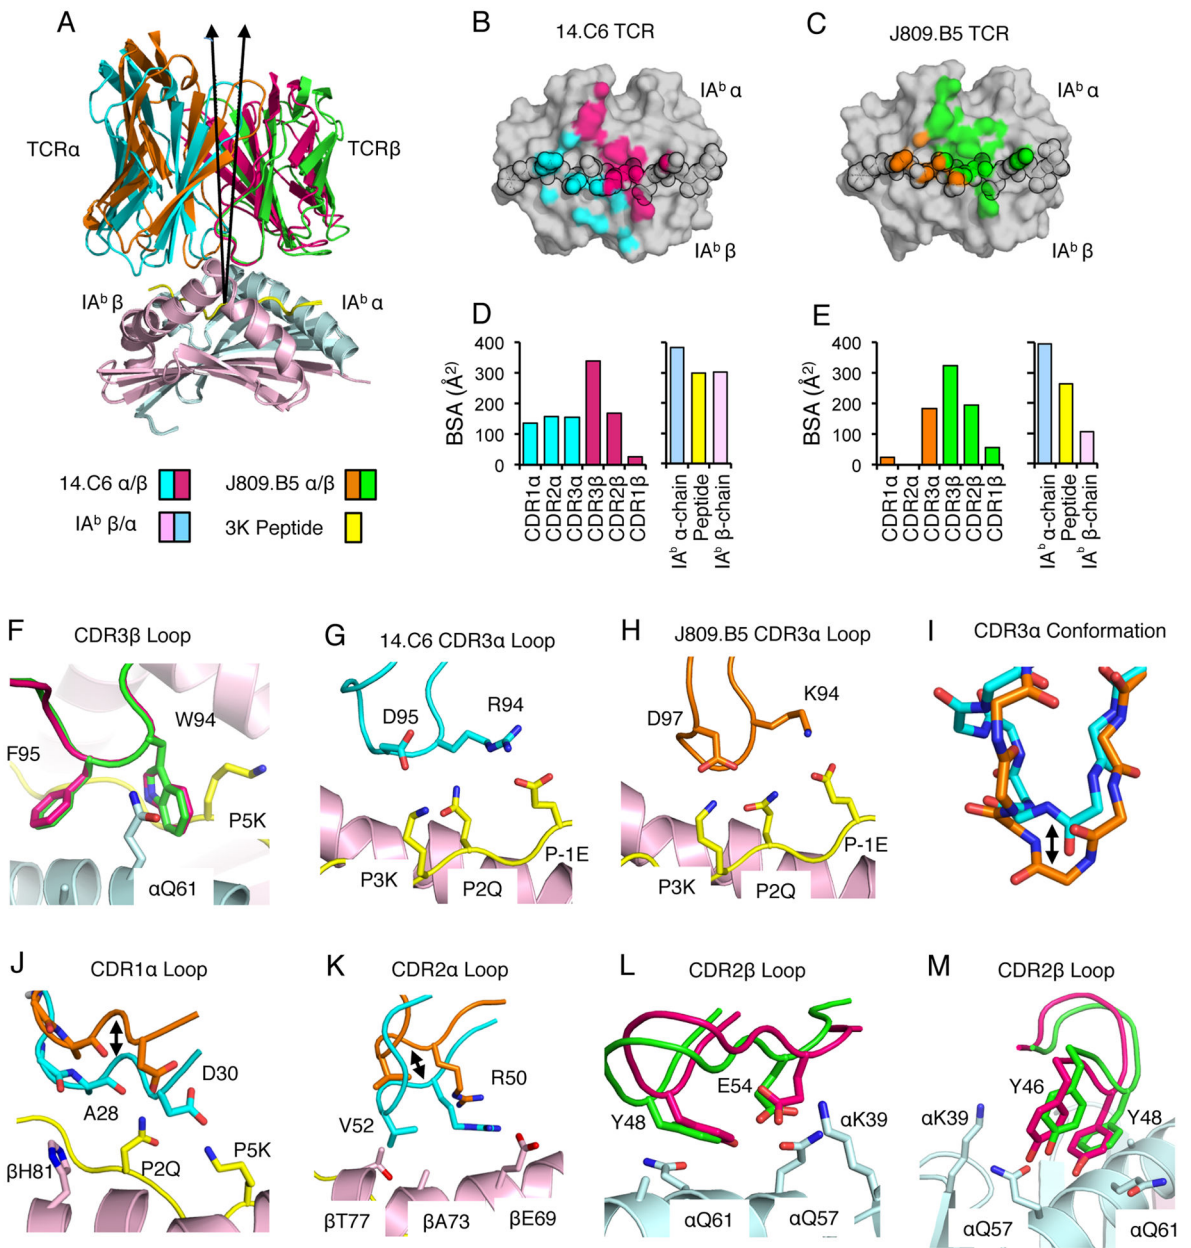 A
TCRα
TCRβ
IAᵇ β
IAᵇ α
14.C6 α/β
J809.B5 α/β
IAᵇ β/α
3K Peptide
B
14.C6 TCR
IAᵇ α
IAᵇ β
C
J809.B5 TCR
IAᵇ α
IAᵇ β
D
BSA (Å²)
400
300
200
100
0
CDR1α
CDR2α
CDR3α
CDR3β
CDR2β
CDR1β
IAᵇ α-chain
Peptide
IAᵇ β-chain
E
BSA (Å²)
400
300
200
100
0
CDR1α
CDR2α
CDR3α
CDR3β
CDR2β
CDR1β
IAᵇ α-chain
Peptide
IAᵇ β-chain
F
CDR3β Loop
W94
F95
P5K
αQ61
G
14.C6 CDR3α Loop
D95
R94
P-1E
P3K
P2Q
H
J809.B5 CDR3α Loop
K94
D97
P-1E
P3K
P2Q
I
CDR3α Conformation
J
CDR1α Loop
D30
A28
P5K
βH81
P2Q
K
CDR2α Loop
R50
V52
βT77
βA73
βE69
L
CDR2β Loop
E54
Y48
αK39
αQ61
αQ57
M
CDR2β Loop
Y46
αK39
Y48
αQ57
αQ61